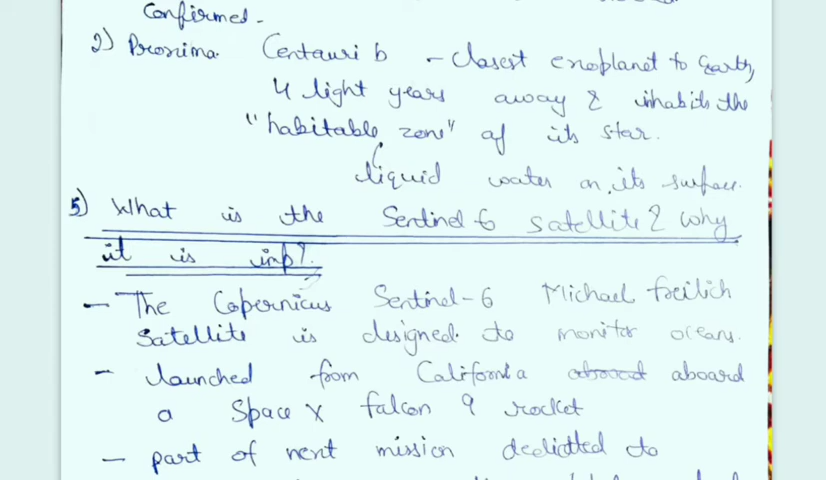 Confirmed -
2) Proxima Centauri b - closest exoplanet to Earth,
4 light years away & inhabits the
"habitable zone" of its star.
liquid water on its surface.
5) What is the Sentinel-6 satellite & why
it is imp?
- The Copernicus Sentinel-6 Michael Freilich
Satellite is designed to monitor oceans.
- launched from California aboard
a Space X falcon 9 rocket
- part of next mission dedicatted to